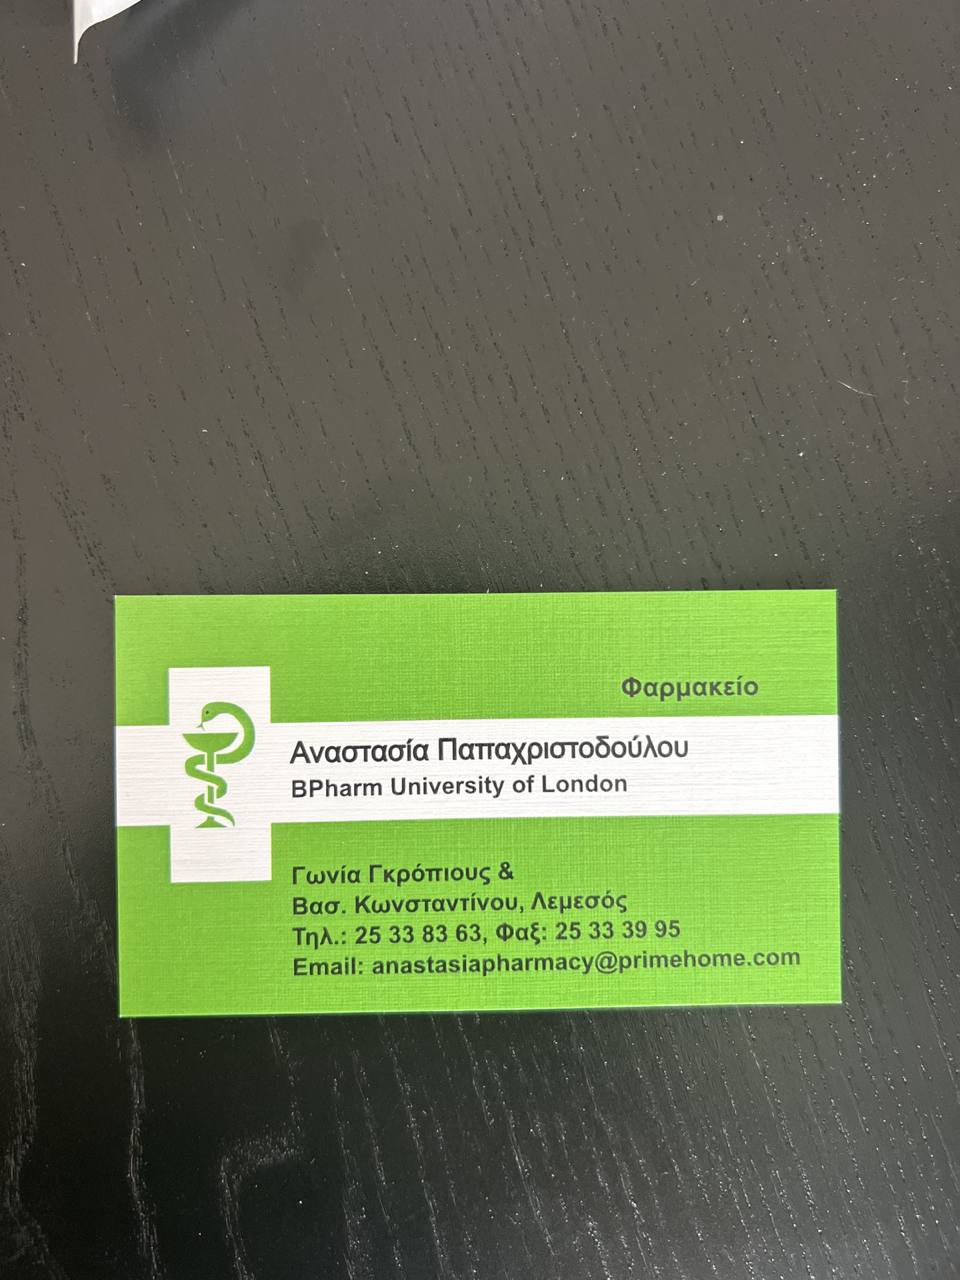 Φαρμακείο
Αναστασία Παπαχριστοδούλου
BPharm University of London
Γωνία Γκρόπιους &
Βασ. Κωνσταντίνου, Λεμεσός
Τηλ.: 25 33 83 63, Φαξ: 25 33 39 95
Email: anastasiapharmacy@primehome.com